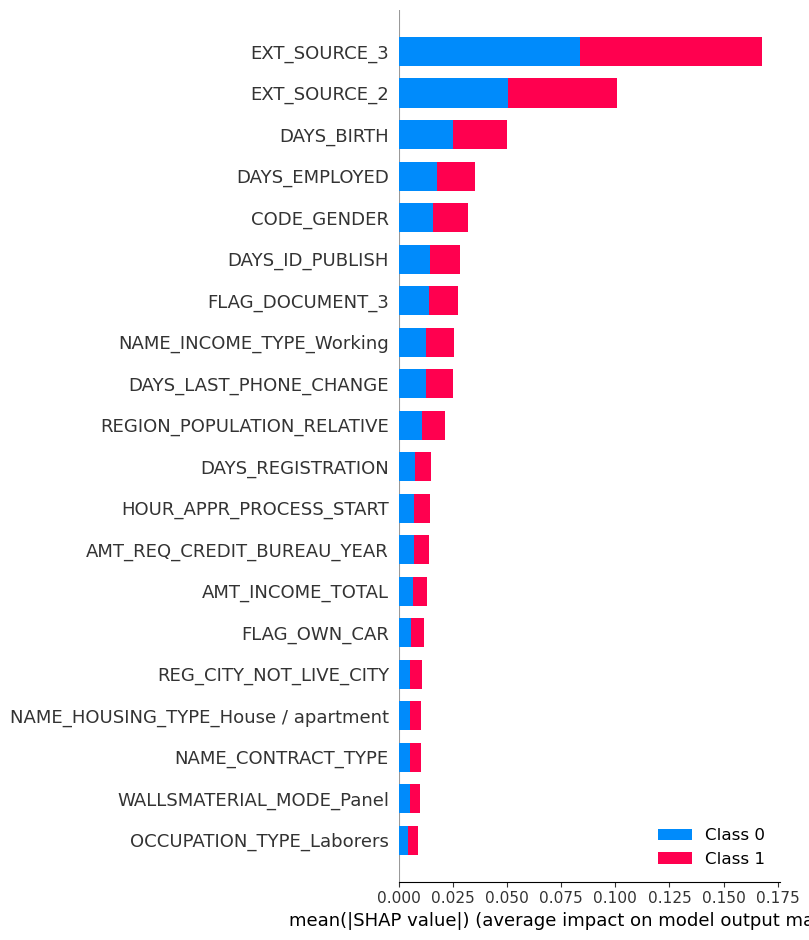 EXT_SOURCE_3
EXT_SOURCE_2
DAYS_BIRTH
DAYS_EMPLOYED
CODE_GENDER
DAYS_ID_PUBLISH
FLAG_DOCUMENT_3
NAME_INCOME_TYPE_Working
DAYS_LAST_PHONE_CHANGE
REGION_POPULATION_RELATIVE
DAYS_REGISTRATION
HOUR_APPR_PROCESS_START
AMT_REQ_CREDIT_BUREAU_YEAR
AMT_INCOME_TOTAL
FLAG_OWN_CAR
REG_CITY_NOT_LIVE_CITY
NAME_HOUSING_TYPE_House / apartment
NAME_CONTRACT_TYPE
WALLSMATERIAL_MODE_Panel
OCCUPATION_TYPE_Laborers
Class 0
Class 1
0.000 0.025 0.050 0.075 0.100 0.125 0.150 0.175
mean(|SHAP value|) (average impact on model output ma